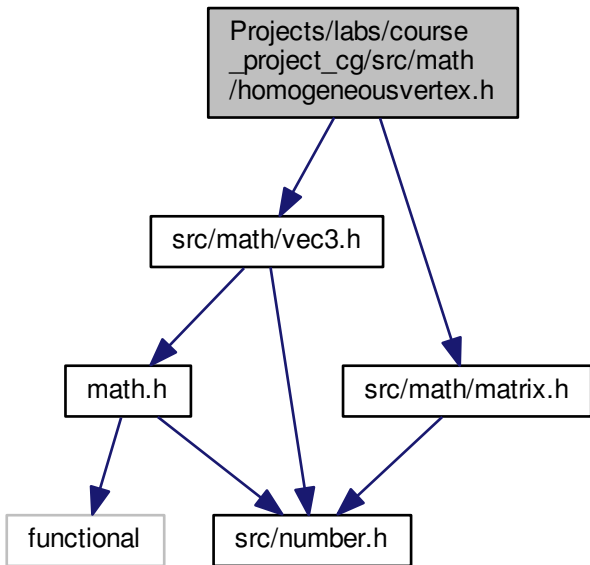 Projects/labs/course
_project_cg/src/math
/homogeneousvertex.h
src/math/vec3.h
math.h
src/math/matrix.h
functional
src/number.h